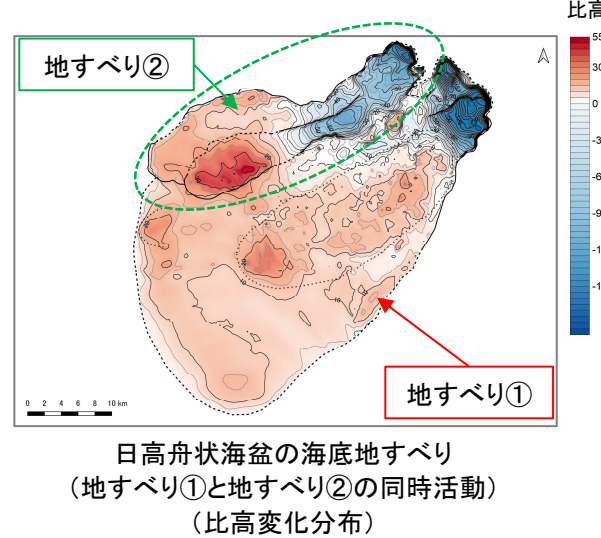 比高
地すべり②
55
30
0
-3
-6
-9
-1
-1
地すべり①
0 2 4 6 8 10 km
日高舟状海盆の海底地すべり
（地すべり①と地すべり②の同時活動）
（比高変化分布）